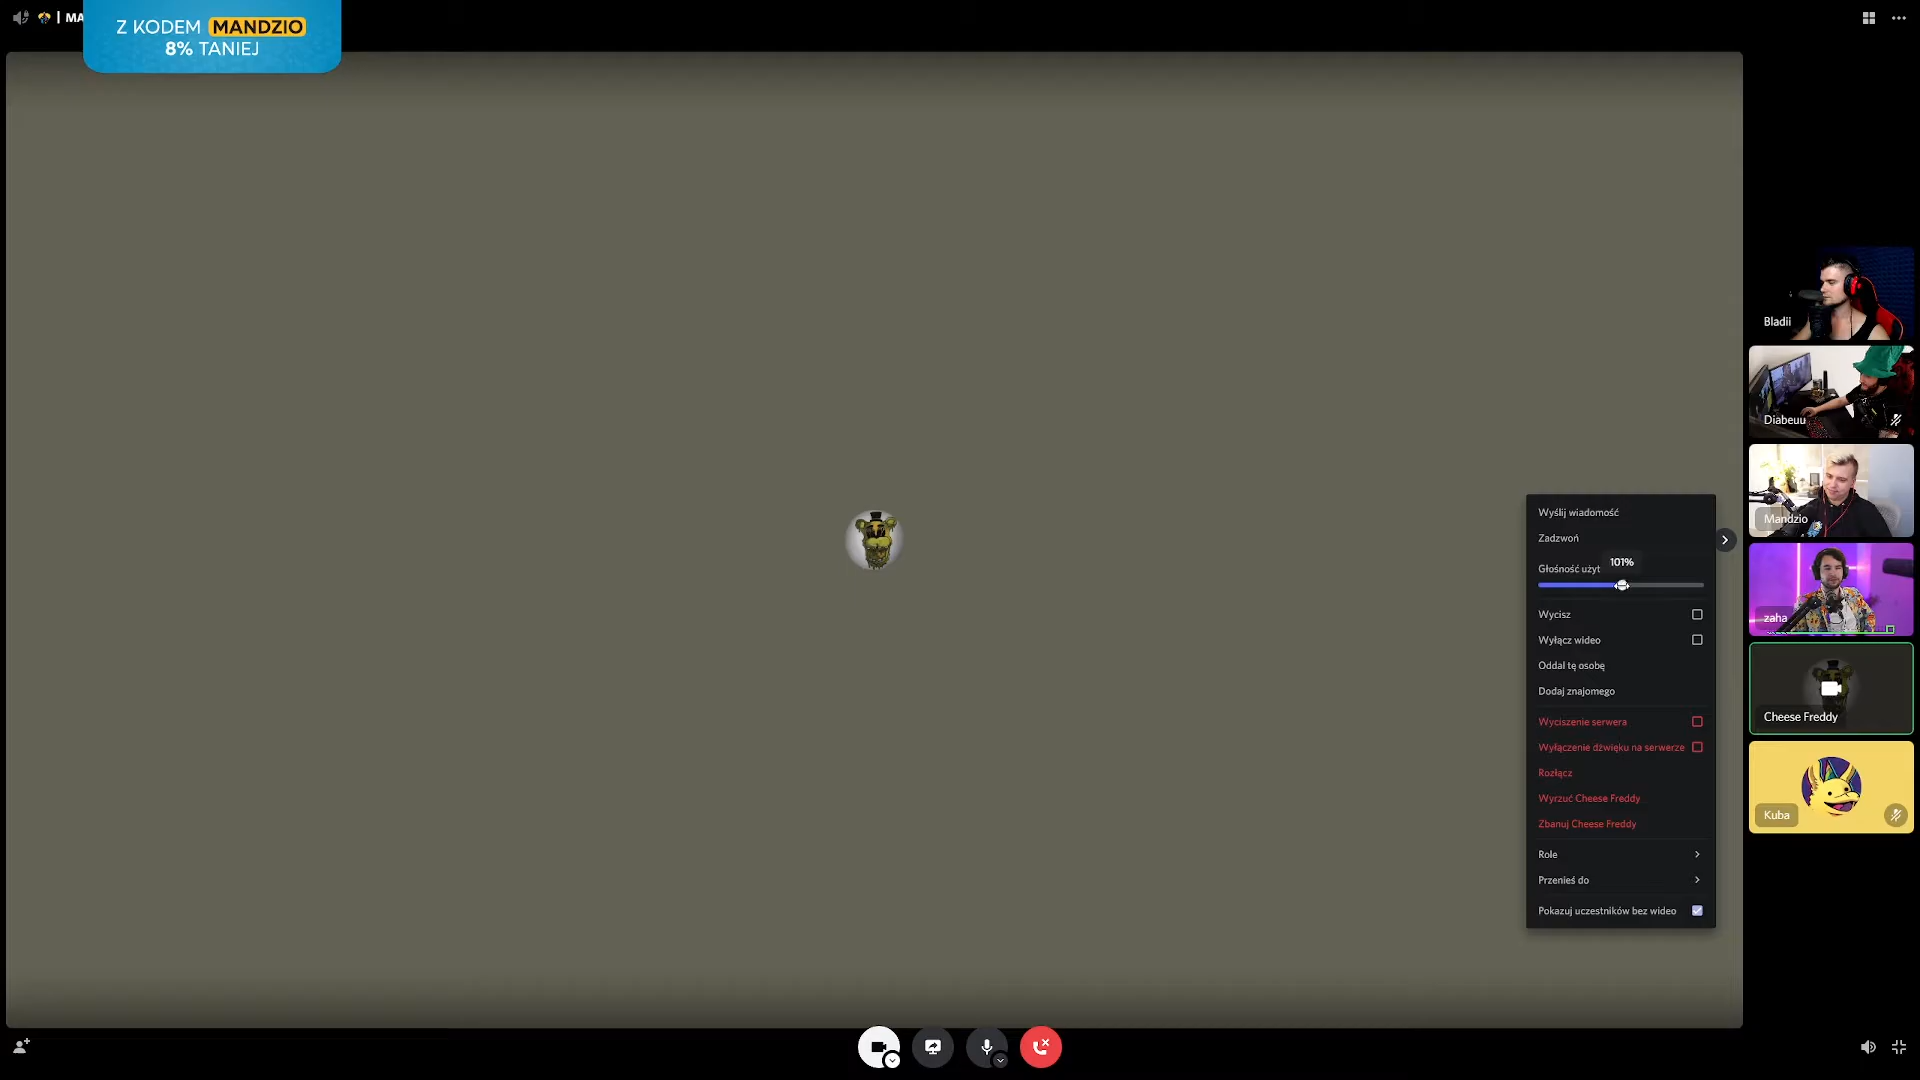 MA
Z KODEM MANDZIO
8% TANIEJ
Bladii
Diabeuu
Mandzio
zaha
Cheese Freddy
Kuba
Wyślij wiadomość
Zadzwoń
Głośność użyt
101%
Wycisz
Wyłącz wideo
Oddal tę osobę
Dodaj znajomego
Wyciszenie serwera
Wyłączenie dźwięku na serwerze
Rozłącz
Wyrzuć Cheese Freddy
Zbanuj Cheese Freddy
Role
Przenieś do
Pokazuj uczestników bez wideo